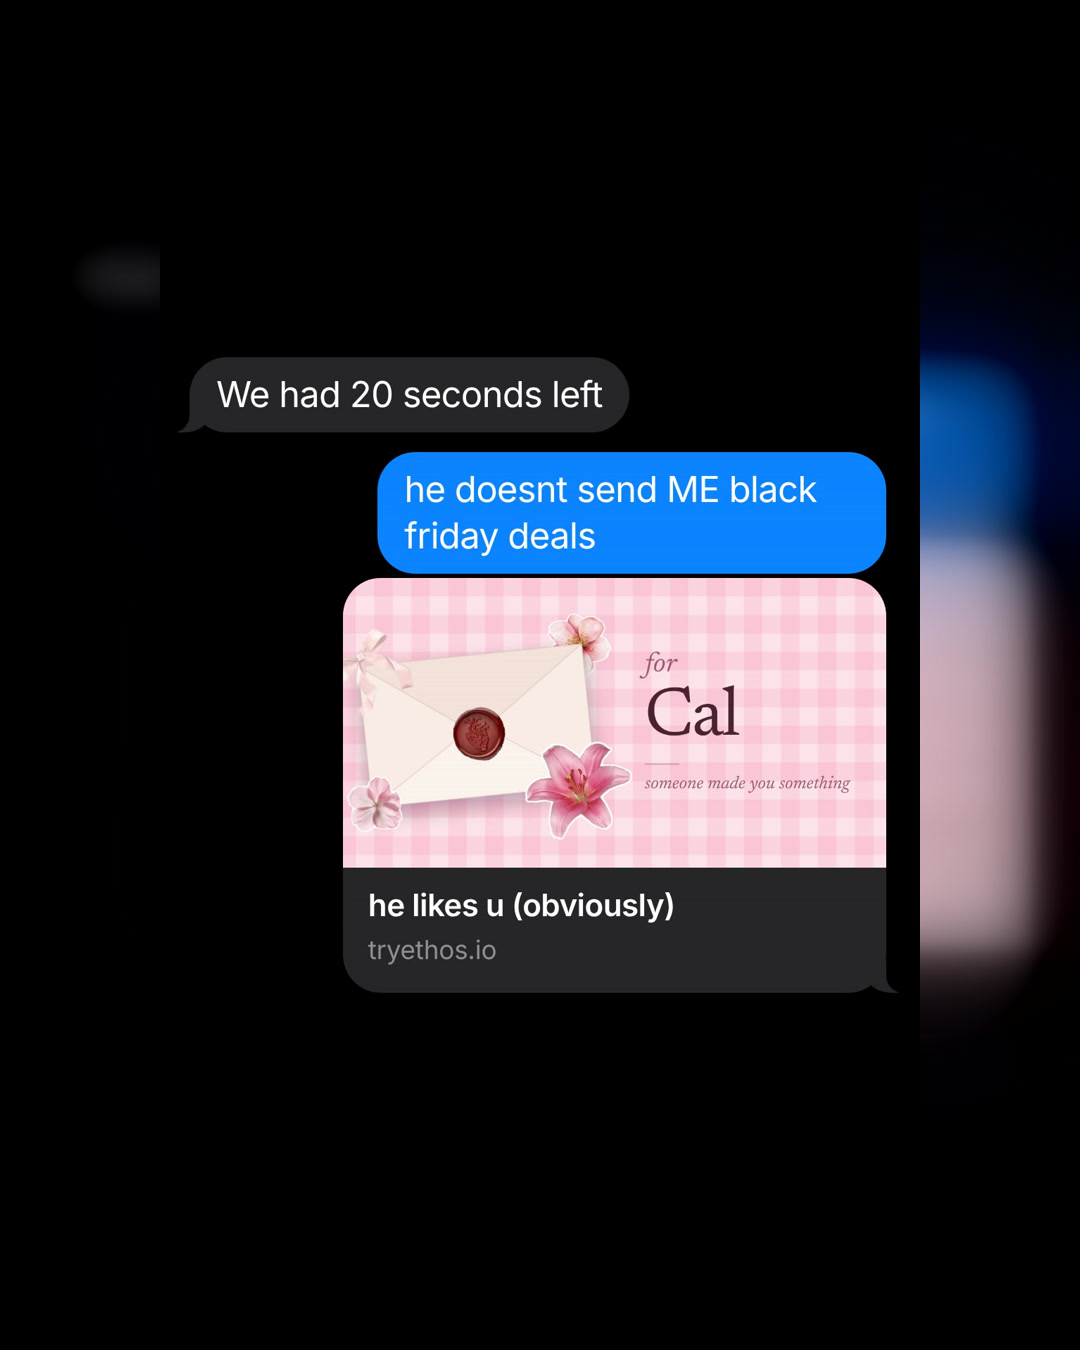 We had 20 seconds left
he doesnt send ME black
friday deals
for
Cal
someone made you something
he likes u (obviously)
tryethos.io